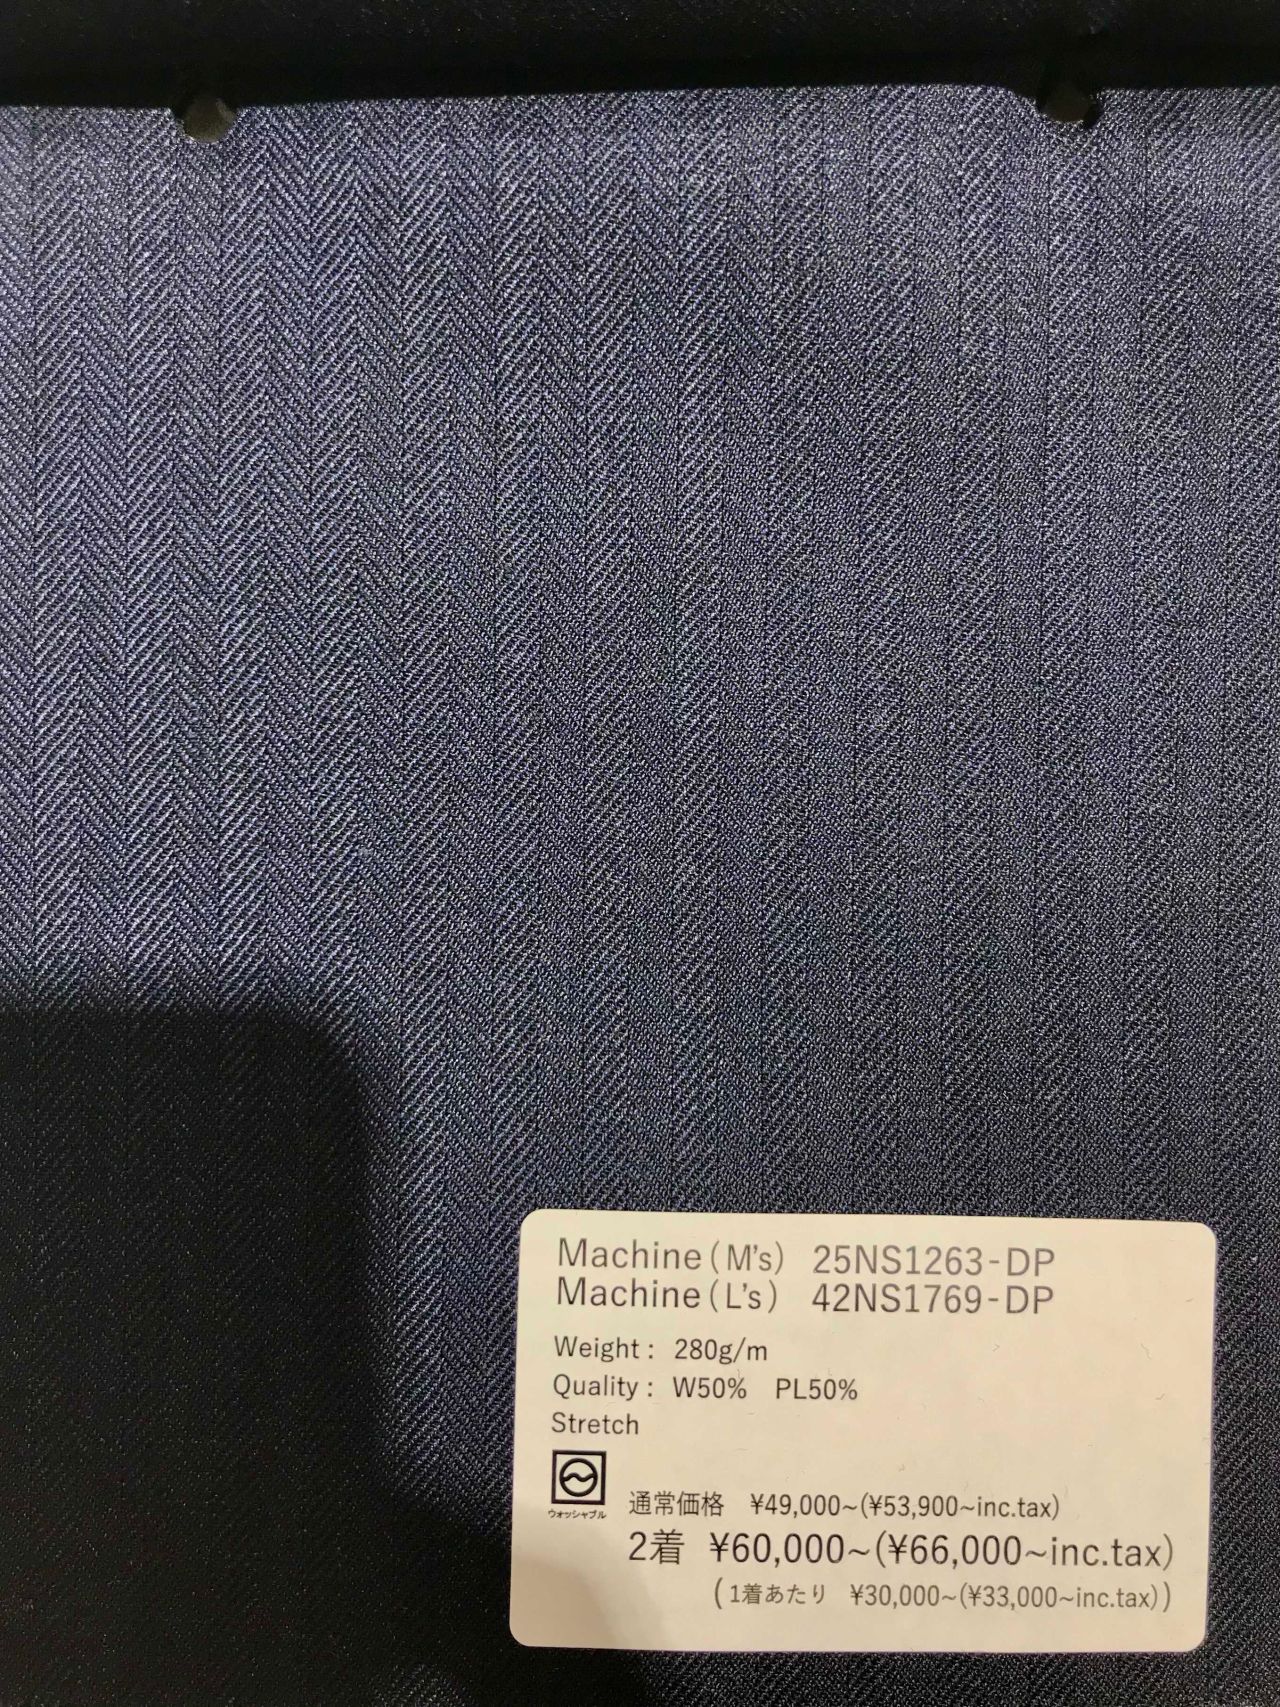 Machine (M's) 25NS1263-DP
Machine (L's) 42NS1769-DP
Weight : 280g/m
Quality : W50% PL50%
Stretch
ウォッシャブル
通常価格 ¥49,000~(¥53,900~inc.tax)
2着 ¥60,000~(¥66,000~inc.tax)
(1着あたり ¥30,000~(¥33,000~inc.tax))